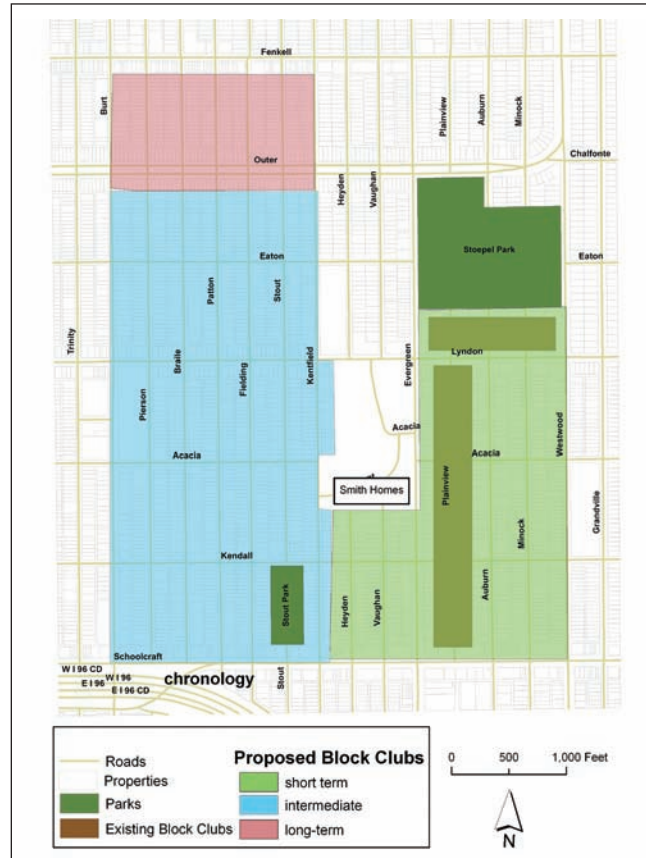 Fenkell
Burt
Plainview
Auburn
Minock
Outer
Chalfonte
Heyden
Vaughan
Stoepel Park
Eaton
Eaton
Patton
Stout
Trinity
Braile
Kentfield
Evergreen
Lyndon
Pierson
Fielding
Westwood
Acacia
Acacia
Acacia
Plainview
Smith Homes
Grandville
Minock
Kendall
Stout Park
Heyden
Vaughan
Auburn
Schoolcraft
W I 96 CD
W I 96
E I 96
E I 96 CD
chronology
Stout
Roads
Properties
Parks
Existing Block Clubs
Proposed Block Clubs
short term
intermediate
long-term
0 500 1,000 Feet
N